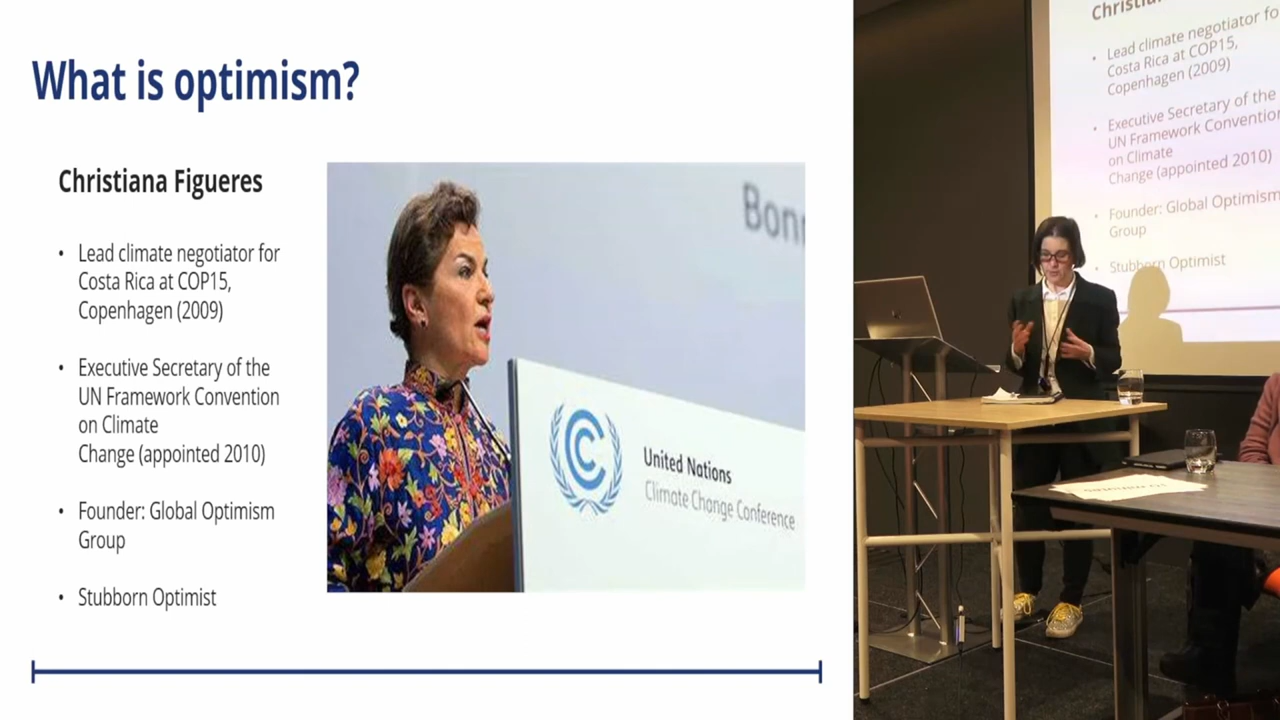 What is optimism?
Christiana Figueres
• Lead climate negotiator for
Costa Rica at COP15,
Copenhagen (2009)
• Executive Secretary of the
UN Framework Convention
on Climate
Change (appointed 2010)
• Founder: Global Optimism
Group
• Stubborn Optimist
Bonn
United Nations
Climate Change Conference
• Lead climate negotiator fo
Costa Rica at COP15,
Copenhagen (2009)
• Executive Secretary of the
UN Framework Convention
on Climate
Change (appointed 2010)
• Founder: Global Optimism
Group
• Stubborn Optimist